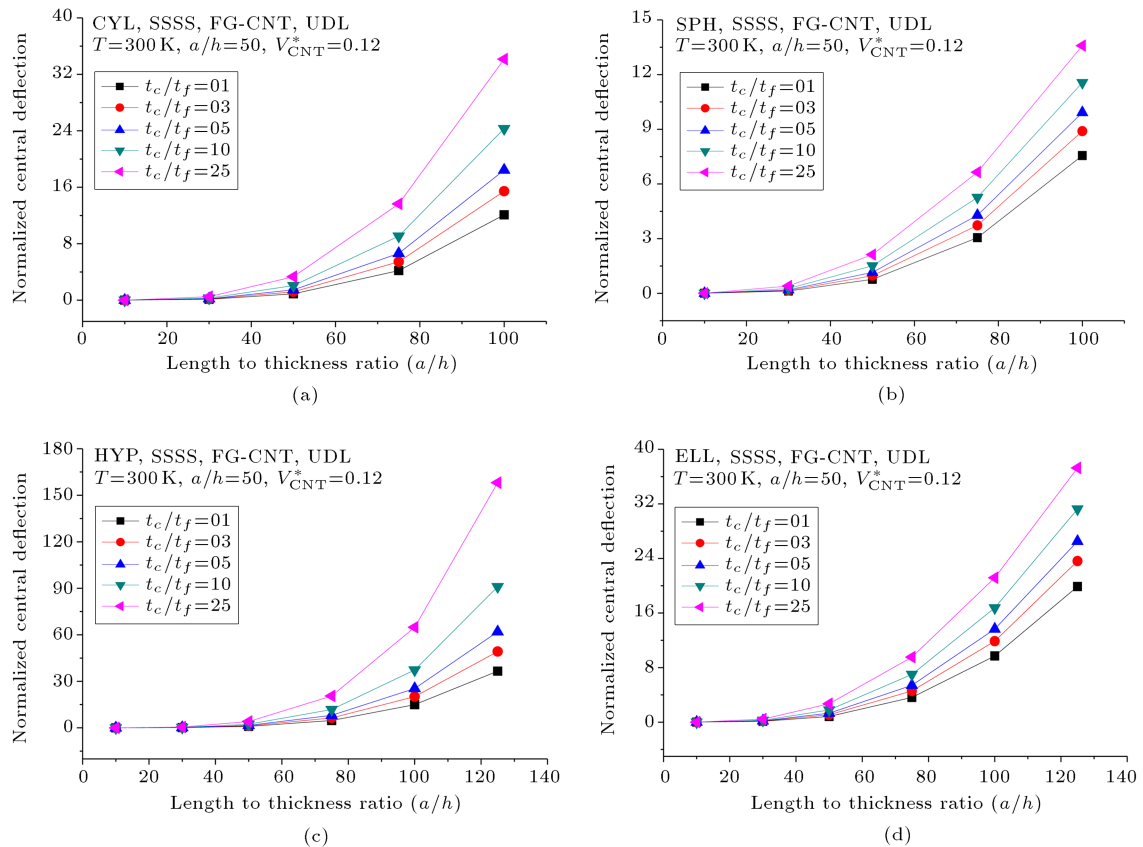 CYL, SSSS, FG-CNT, UDL
T=300 K, a/h=50, V*CNT=0.12
tc/tf=01
tc/tf=03
tc/tf=05
tc/tf=10
tc/tf=25
Normalized central deflection
40
32
24
16
8
0
0 20 40 60 80 100
Length to thickness ratio (a/h)
(a)
SPH, SSSS, FG-CNT, UDL
T=300 K, a/h=50, V*CNT=0.12
tc/tf=01
tc/tf=03
tc/tf=05
tc/tf=10
tc/tf=25
Normalized central deflection
15
12
9
6
3
0
0 20 40 60 80 100
Length to thickness ratio (a/h)
(b)
HYP, SSSS, FG-CNT, UDL
T=300 K, a/h=50, V*CNT=0.12
tc/tf=01
tc/tf=03
tc/tf=05
tc/tf=10
tc/tf=25
Normalized central deflection
180
150
120
90
60
30
0
0 20 40 60 80 100 120 140
Length to thickness ratio (a/h)
(c)
ELL, SSSS, FG-CNT, UDL
T=300 K, a/h=50, V*CNT=0.12
tc/tf=01
tc/tf=03
tc/tf=05
tc/tf=10
tc/tf=25
Normalized central deflection
40
32
24
16
8
0
0 20 40 60 80 100 120 140
Length to thickness ratio (a/h)
(d)